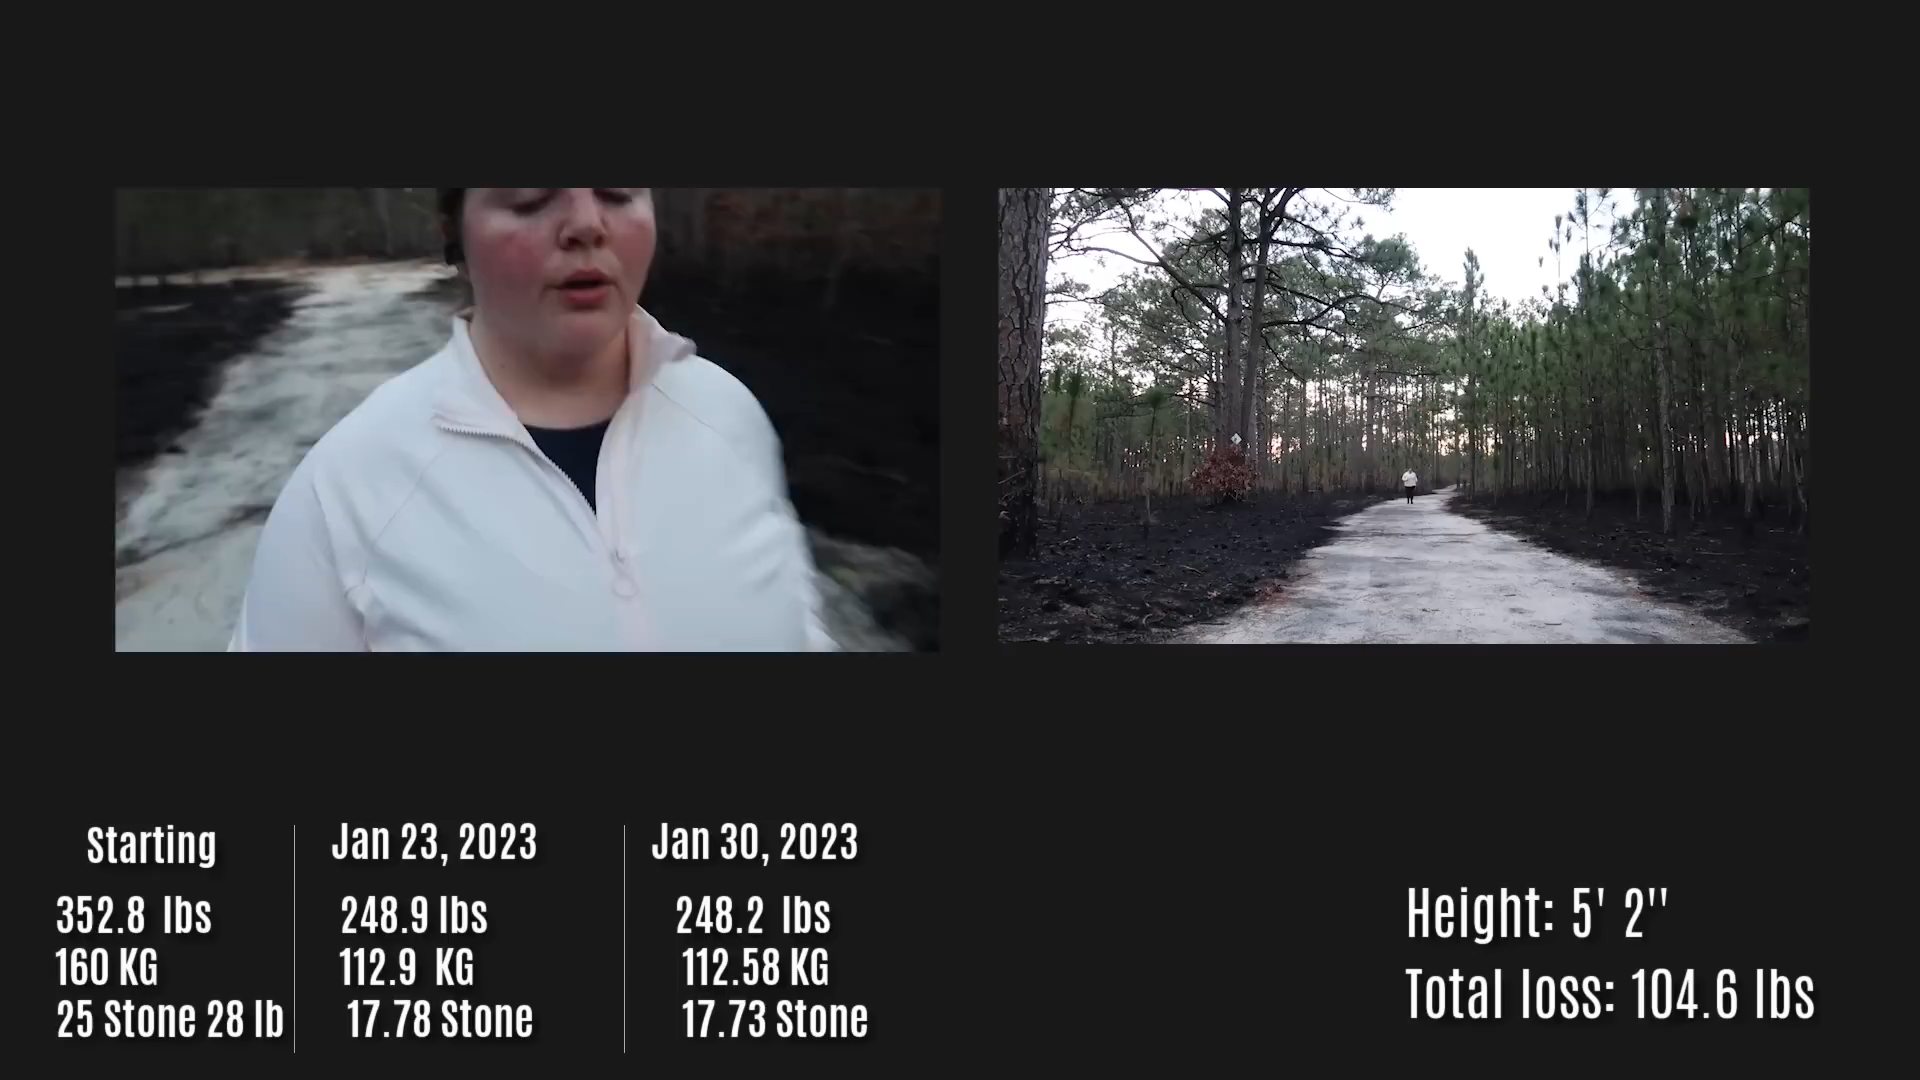 Starting
352.8 lbs
160 KG
25 Stone 28 lb
Jan 23, 2023
248.9 lbs
112.9 KG
17.78 Stone
Jan 30, 2023
248.2 lbs
112.58 KG
17.73 Stone
Height: 5' 2''
Total loss: 104.6 lbs